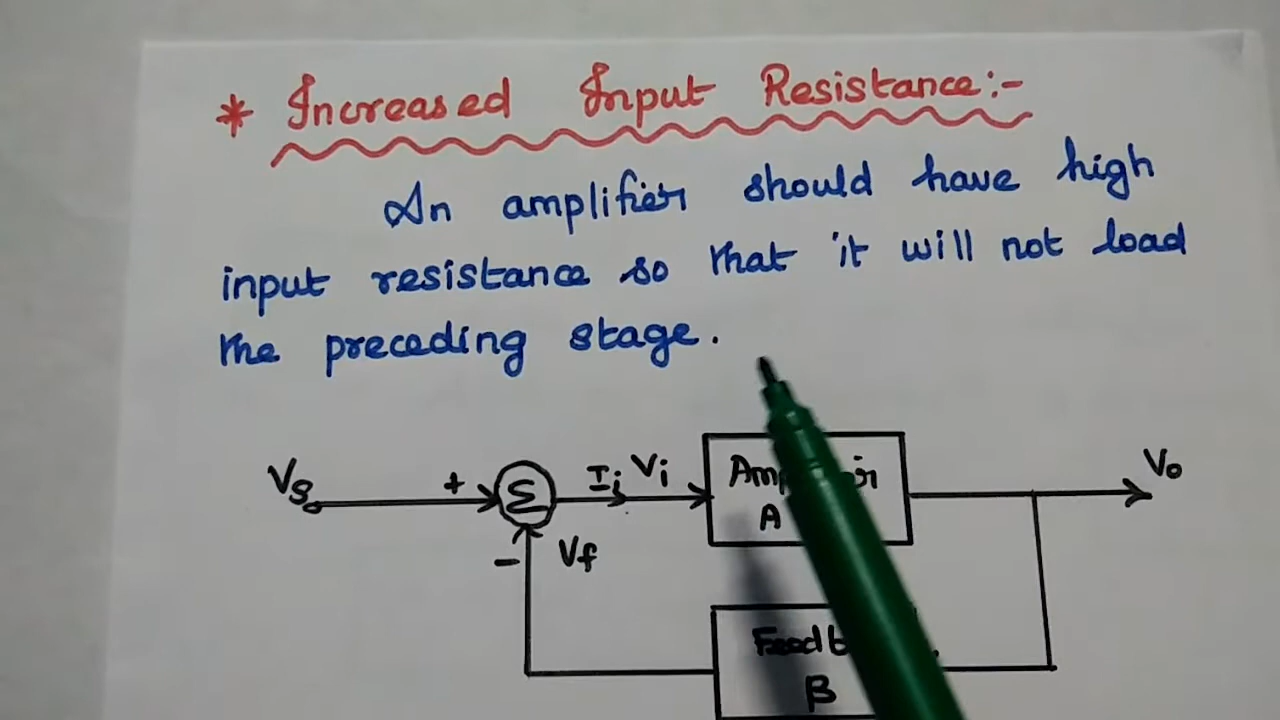 * Increased Input Resistance:-
An amplifier should have high
input resistance so that it will not load
the preceding stage.
Vs + Σ Ii Vi
A
Vo
- Vf
β